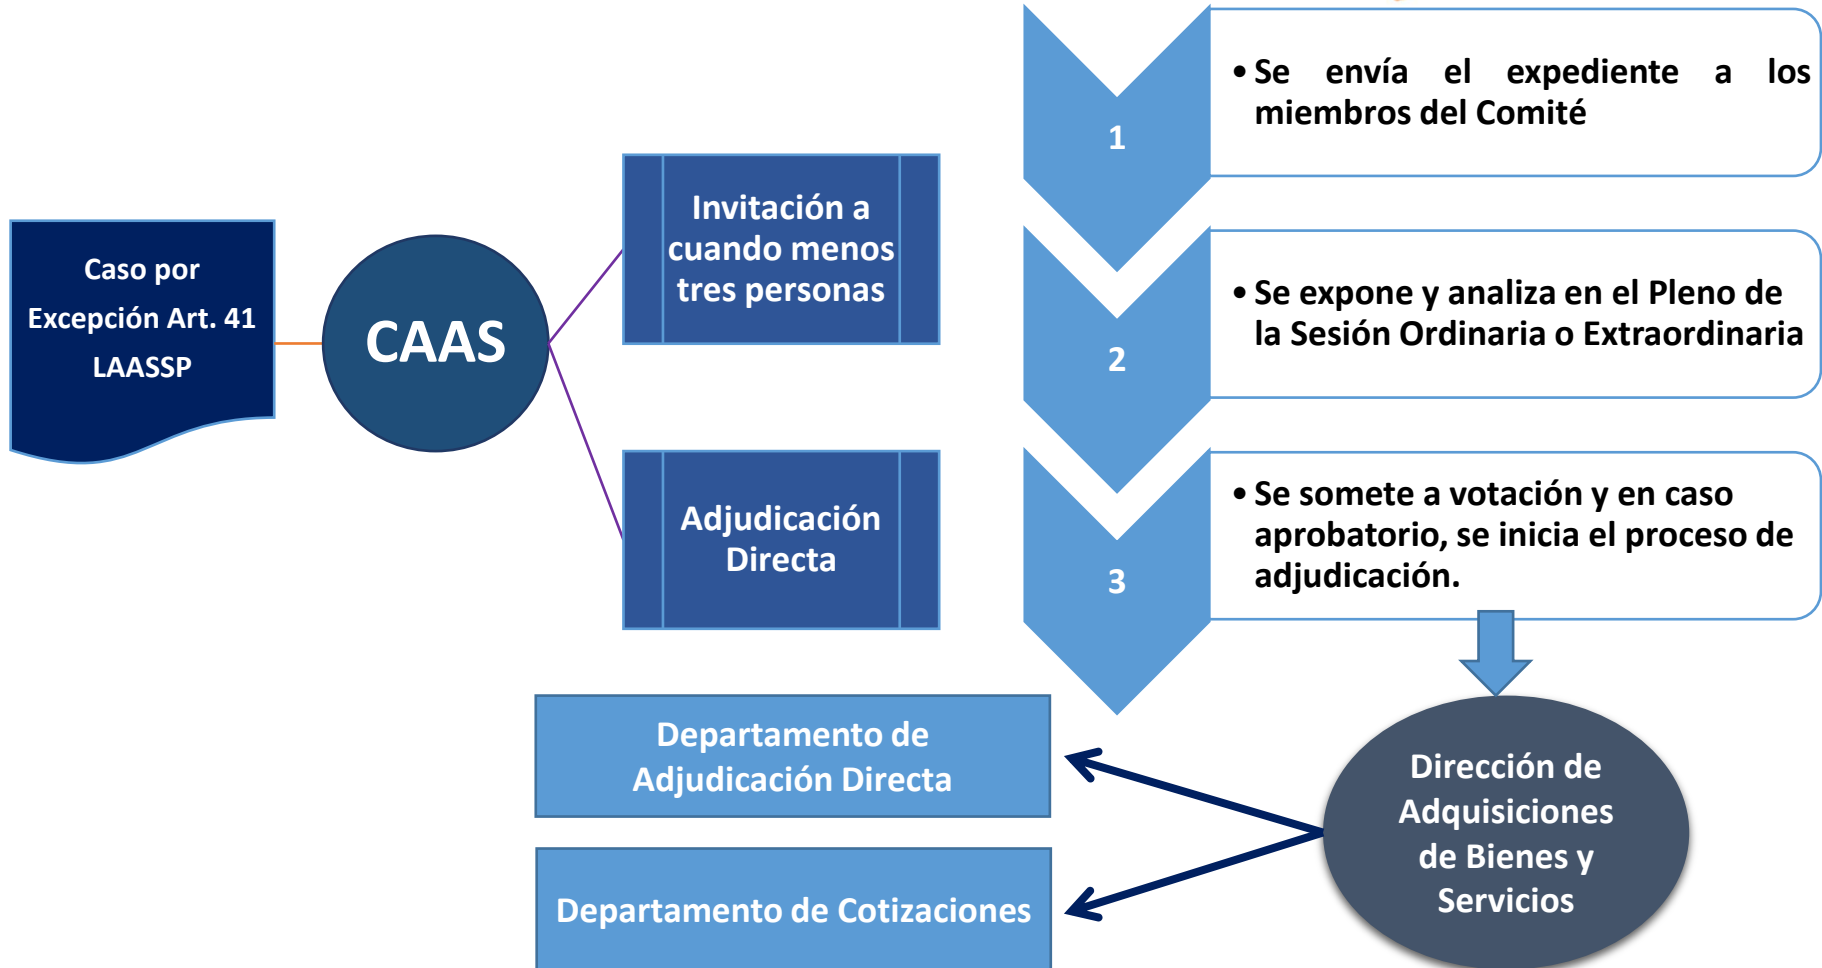 Caso por
Excepción Art. 41
LAASSP
CAAS
Invitación a
cuando menos
tres personas
Adjudicación
Directa
1
• Se envía el expediente a los
miembros del Comité
2
• Se expone y analiza en el Pleno de
la Sesión Ordinaria o Extraordinaria
3
• Se somete a votación y en caso
aprobatorio, se inicia el proceso de
adjudicación.
Departamento de
Adjudicación Directa
Departamento de Cotizaciones
Dirección de
Adquisiciones
de Bienes y
Servicios